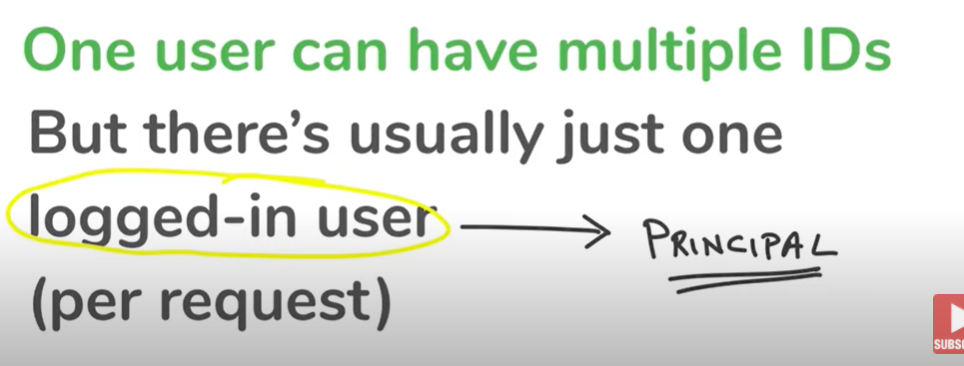 One user can have multiple IDs
But there's usually just one
logged-in user
PRINCIPAL
(per request)